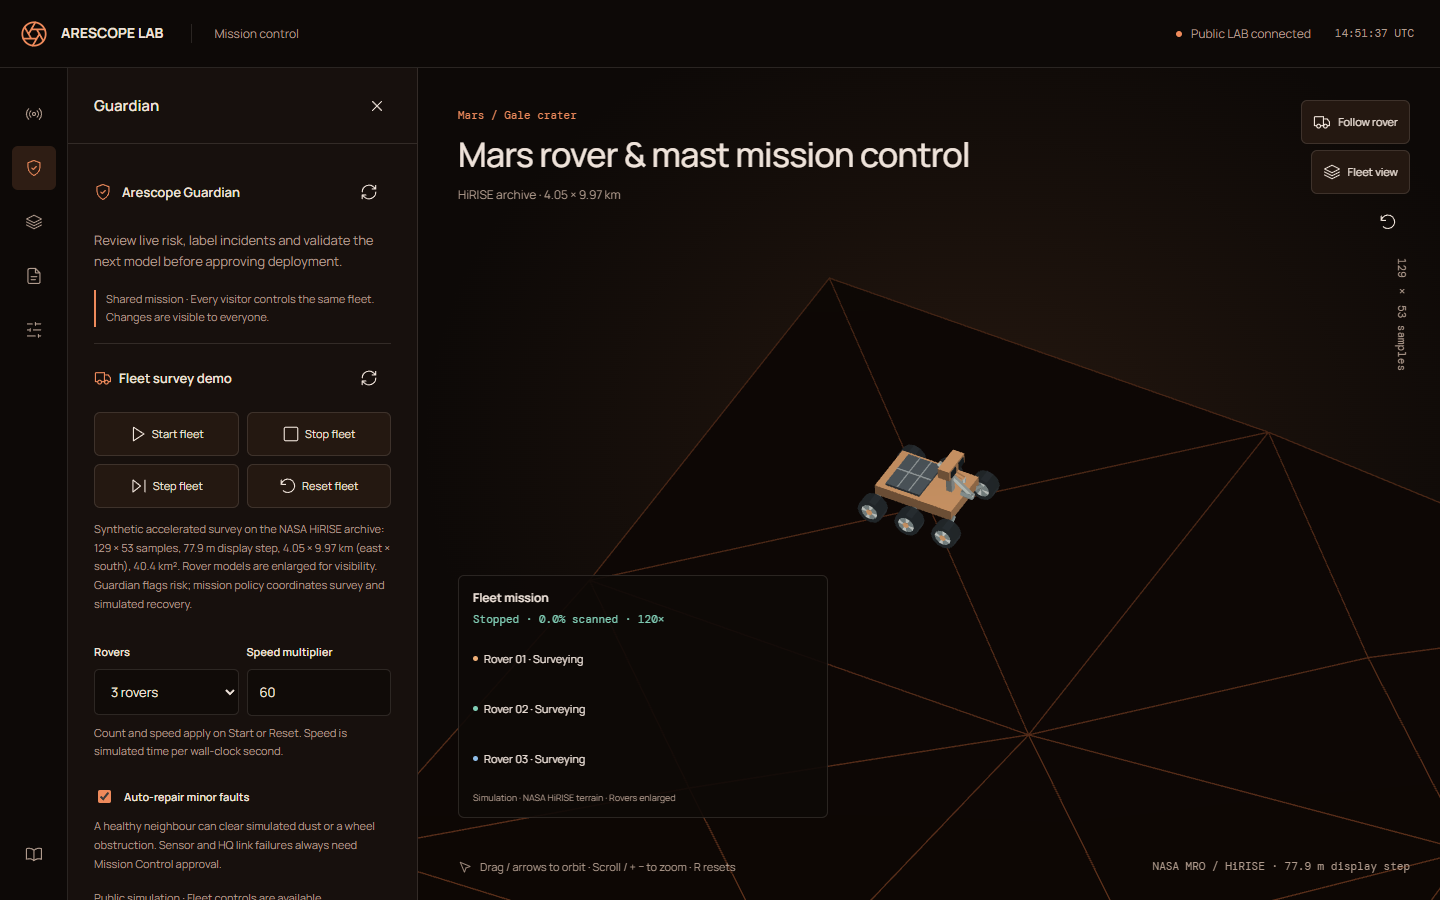 ARESCOPE LAB
Mission control
Public LAB connected
14:51:37 UTC
Guardian
Arescope Guardian
Review live risk, label incidents and validate the
next model before approving deployment.
Shared mission · Every visitor controls the same fleet.
Changes are visible to everyone.
Fleet survey demo
Start fleet
Stop fleet
Step fleet
Reset fleet
Synthetic accelerated survey on the NASA HiRISE archive:
129 × 53 samples, 77.9 m display step, 4.05 × 9.97 km (east ×
south), 40.4 km². Rover models are enlarged for visibility.
Guardian flags risk; mission policy coordinates survey and
simulated recovery.
Rovers
Speed multiplier
3 rovers
60
Count and speed apply on Start or Reset. Speed is
simulated time per wall-clock second.
Auto-repair minor faults
A healthy neighbour can clear simulated dust or a wheel
obstruction. Sensor and HQ link failures always need
Mission Control approval.
Public simulation · Fleet controls are available
Mars / Gale crater
Mars rover & mast mission control
HiRISE archive · 4.05 × 9.97 km
Follow rover
Fleet view
129 × 53 samples
Fleet mission
Stopped · 0.0% scanned · 120×
Rover 01 · Surveying
Rover 02 · Surveying
Rover 03 · Surveying
Simulation · NASA HiRISE terrain · Rovers enlarged
Drag / arrows to orbit · Scroll / + − to zoom · R resets
NASA MRO / HiRISE · 77.9 m display step